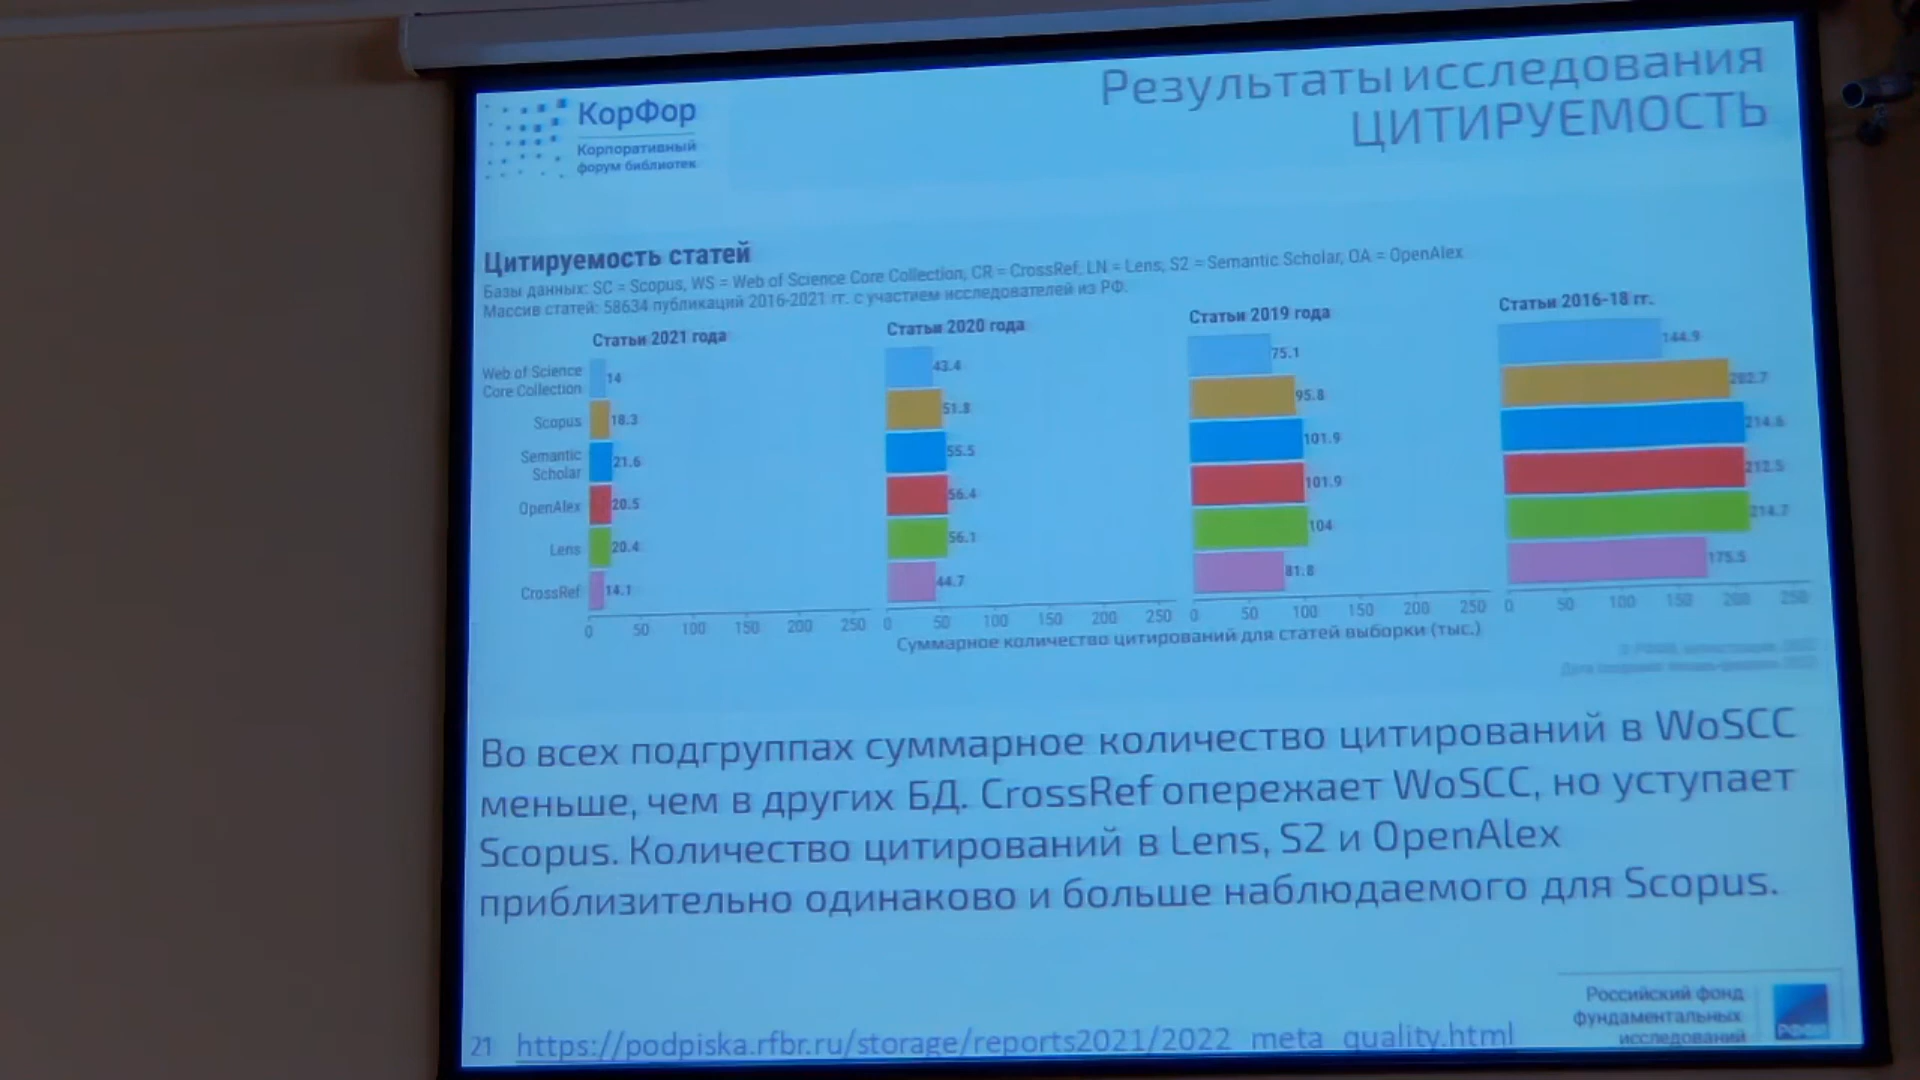 КорФор
Корпоративный
форум библиотек
Результаты исследования
ЦИТИРУЕМОСТЬ
Цитируемость статей
Базы данных: SC = Scopus, WS = Web of Science Core Collection, CR = CrossRef, LN = Lens, S2 = Semantic Scholar, OA = OpenAlex
Массив статей: 58634 публикаций 2016-2021 гг. с участием исследователей из РФ.
Статьи 2021 года
Web of Science
Core Collection
14
Scopus
18.3
Semantic
Scholar
21.6
OpenAlex
20.5
Lens
20.4
CrossRef
14.1
0 50 100 150 200 250
Статьи 2020 года
43.4
51.8
55.5
56.4
56.1
44.7
0 50 100 150 200 250
Статьи 2019 года
75.1
95.8
101.9
101.9
104
81.8
0 50 100 150 200 250
Статьи 2016-18 гг.
144.9
202.7
214.6
212.5
175.5
0 50 100 150 200 250
Суммарное количество цитирований для статей выборки (тыс.)
Во всех подгруппах суммарное количество цитирований в WoSCC
меньше, чем в других БД. CrossRef опережает WoSCC, но уступает
Scopus. Количество цитирований в Lens, S2 и OpenAlex
приблизительно одинаково и больше наблюдаемого для Scopus.
21 https://podpiska.rfbr.ru/storage/reports2021/2022_meta_quality.html
Российский фонд
фундаментальных
исследований
РФФИ